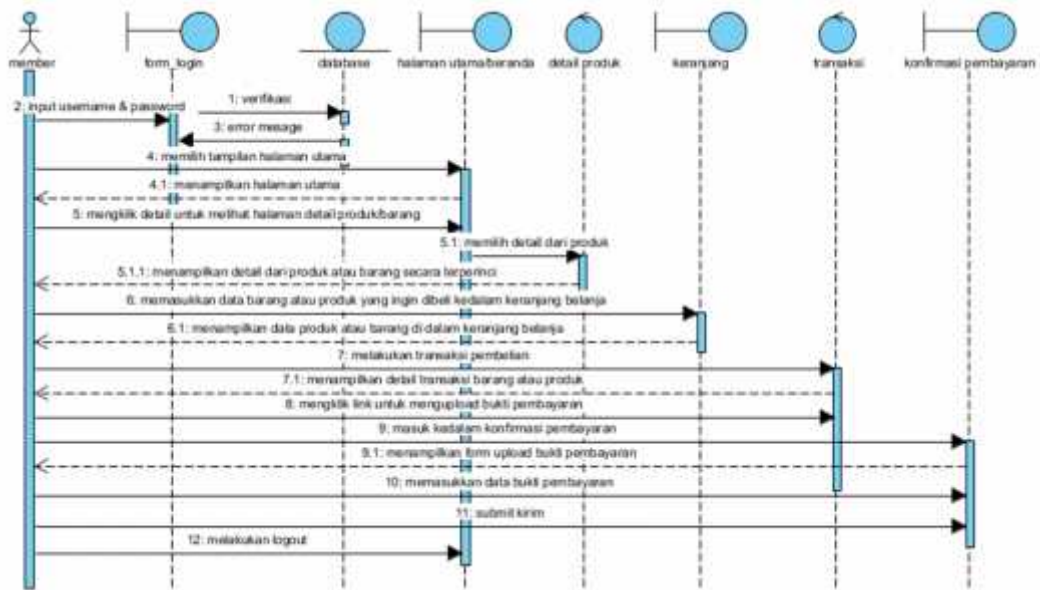 member
form_login
database
halaman utama/beranda
detail produk
keranjang
transaksi
konfirmasi pembayaran
1: verifikasi
2: input username & password
3: error mesage
4: memilih tampilan halaman utama
4.1: menampilkan halaman utama
5: mengklik detail untuk melihat halaman detail produk/barang
5.1: memilih detail dari produk
5.1.1: menampilkan detail dari produk atau barang secara terperinci
6: memasukkan data barang atau produk yang ingin dibeli kedalam keranjang belanja
6.1: menampilkan data produk atau barang di dalam keranjang belanja
7: melakukan transaksi pembelian
7.1: menampilkan detail transaksi barang atau produk
8: mengklik link untuk mengupload bukti pembayaran
9: masuk kedalam konfirmasi pembayaran
9.1: menampilkan form upload bukti pembayaran
10: memasukkan data bukti pembayaran
11: submit kirim
12: melakukan logout